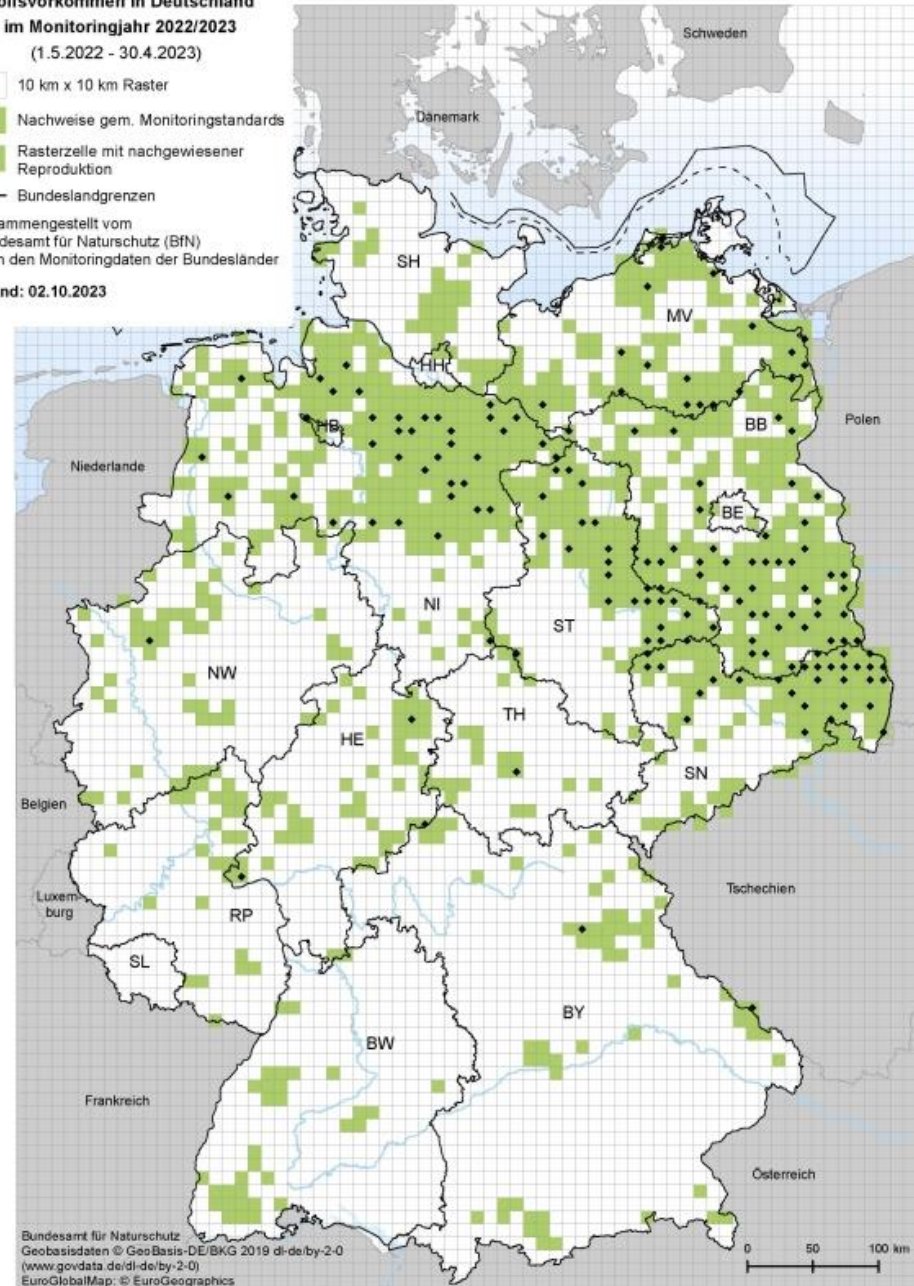 im Monitoringjahr 2022/2023
(1.5.2022 - 30.4.2023)
10 km x 10 km Raster
Nachweise gem. Monitoringstandards
Rasterzelle mit nachgewiesener
Reproduktion
Bundeslandgrenzen
vom
für Naturschutz (BfN)
den Monitoringdaten der Bundesländer
02.10.2023
Schweden
Dänemark
SH
MV
HH
HB
BB
Polen
Niederlande
BE
NI
ST
NW
TH
HE
SN
Belgien
Tschechien
Luxem-
burg
RP
SL
BY
BW
Frankreich
Österreich
Bundesamt für Naturschutz
Geobasisdaten © GeoBasis-DE/BKG 2019 dl-de/by-2-0
(www.govdata.de/dl-de/by-2-0)
EuroGlobalMap: © EuroGeographics
0 50 100 km